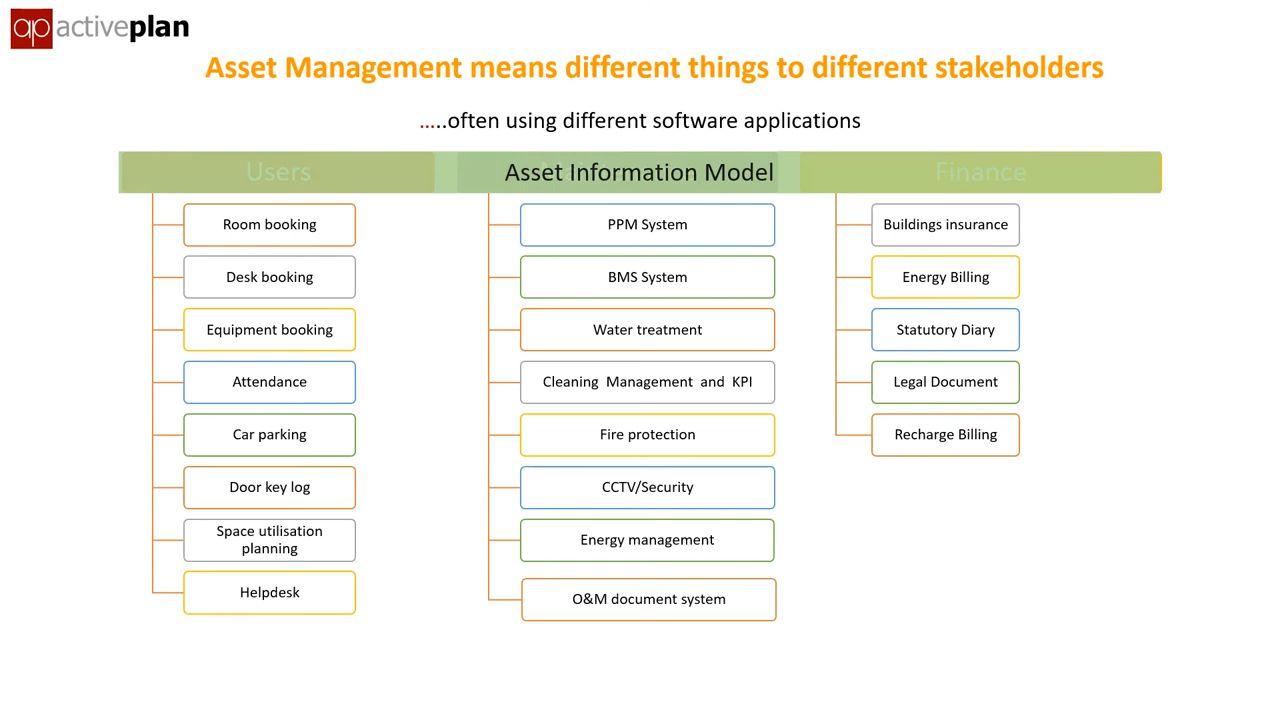 activeplan
Asset Management means different things to different stakeholders
.....often using different software applications
Users
Asset Information Model
Finance
Room booking
Desk booking
Equipment booking
Attendance
Car parking
Door key log
Space utilisation
planning
Helpdesk
PPM System
BMS System
Water treatment
Cleaning Management and KPI
Fire protection
CCTV/Security
Energy management
O&M document system
Buildings insurance
Energy Billing
Statutory Diary
Legal Document
Recharge Billing